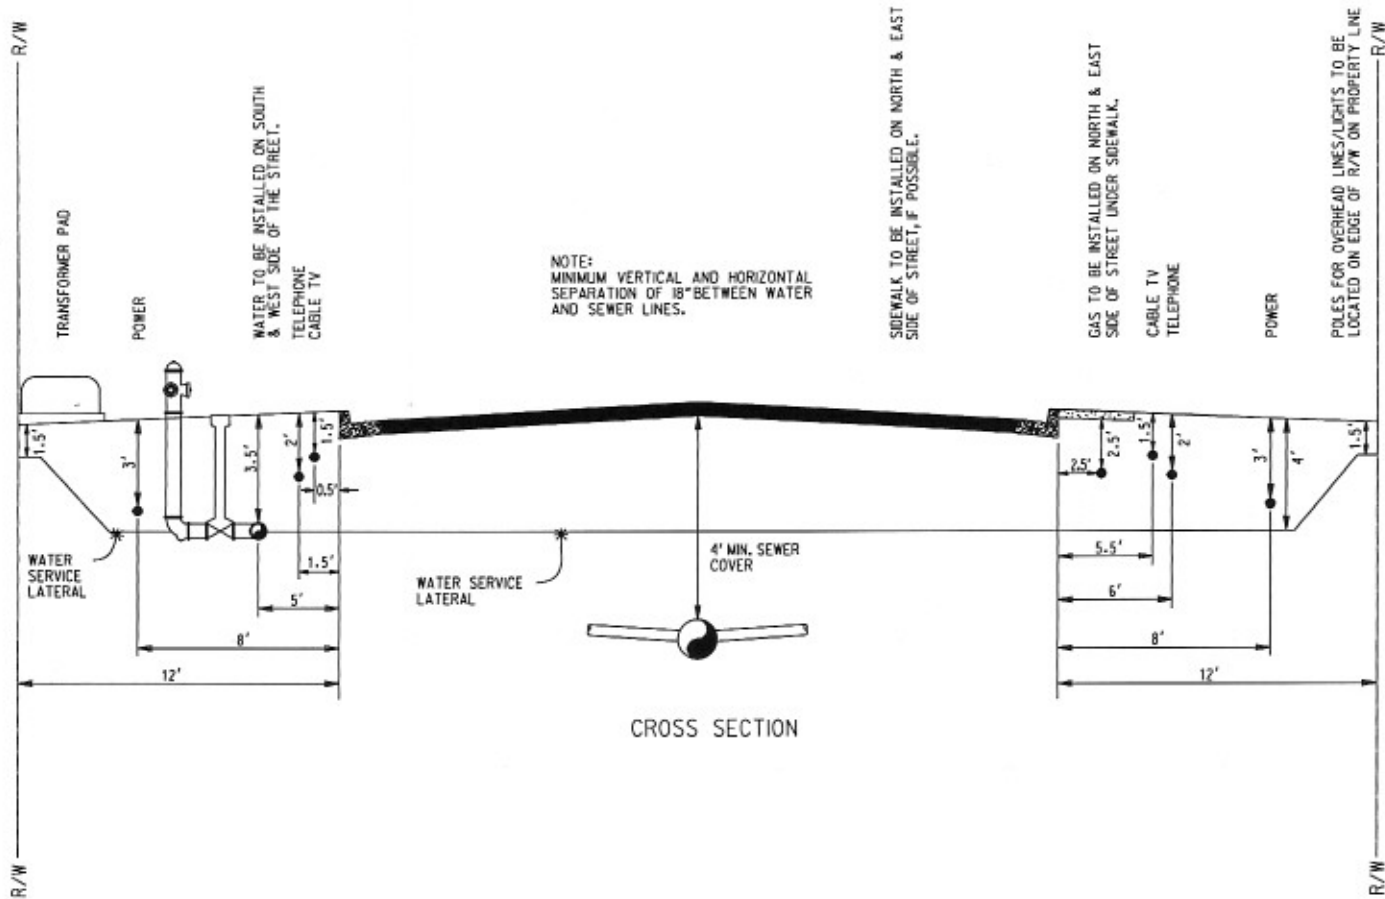 R/W
R/W
TRANSFORMER PAD
POWER
WATER TO BE INSTALLED ON SOUTH
& WEST SIDE OF THE STREET.
TELEPHONE
CABLE TV
NOTE:
MINIMUM VERTICAL AND HORIZONTAL
SEPARATION OF 18" BETWEEN WATER
AND SEWER LINES.
SIDEWALK TO BE INSTALLED ON NORTH & EAST
SIDE OF STREET, IF POSSIBLE.
GAS TO BE INSTALLED ON NORTH & EAST
SIDE OF STREET UNDER SIDEWALK.
CABLE TV
TELEPHONE
POWER
POLES FOR OVERHEAD LINES/LIGHTS TO BE
LOCATED ON EDGE OF R/W ON PROPERTY LINE
1.5'
3'
3.5'
2'
1.5'
0.5'
2.5'
2.5'
1.5'
2'
3'
4'
1.5'
WATER
SERVICE
LATERAL
WATER SERVICE
LATERAL
4' MIN. SEWER
COVER
1.5'
5'
8'
12'
5.5'
6'
8'
12'
CROSS SECTION
R/W
R/W